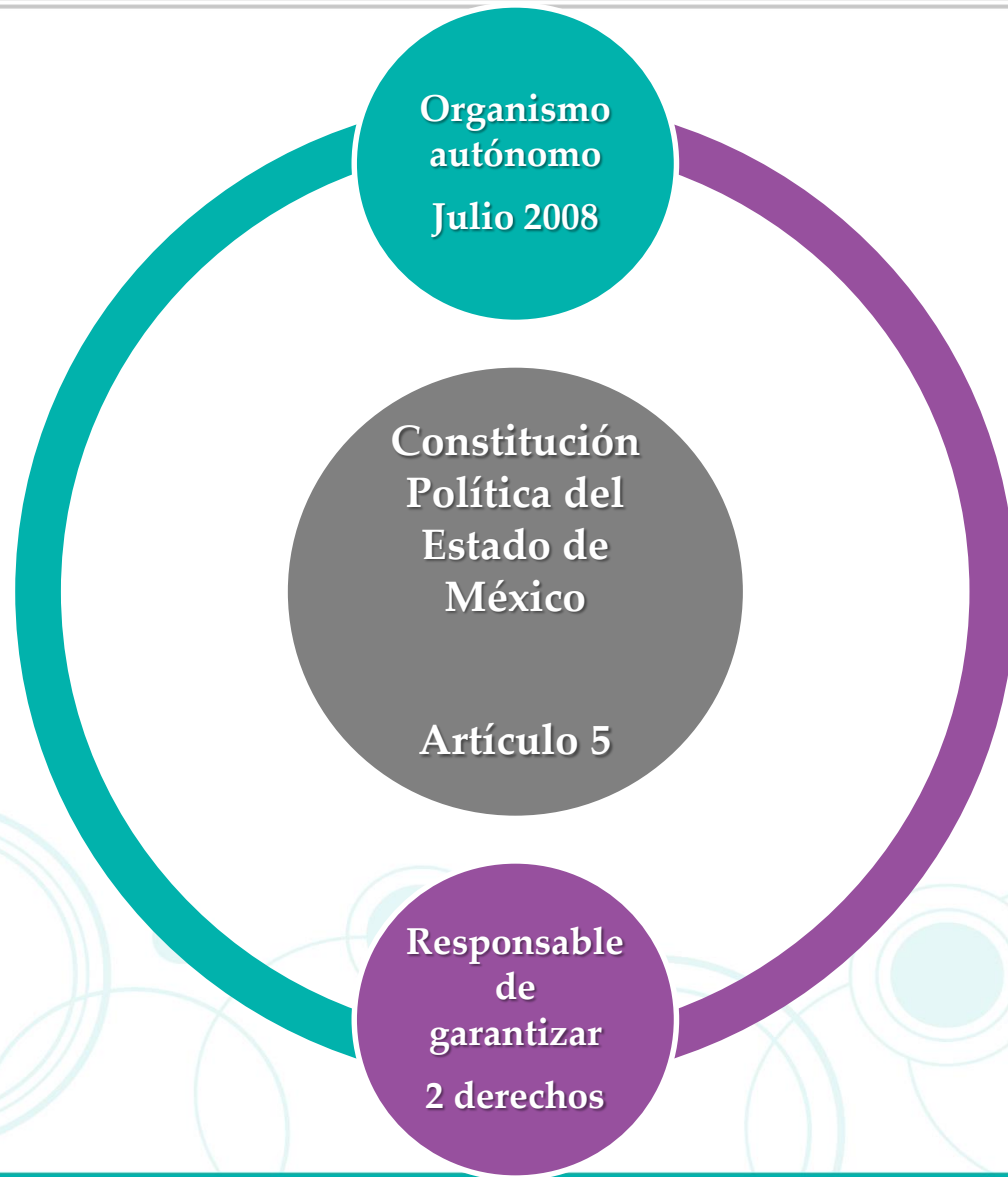 Organismo
autónomo
Julio 2008
Constitución
Política del
Estado de
México
Artículo 5
Responsable
de
garantizar
2 derechos